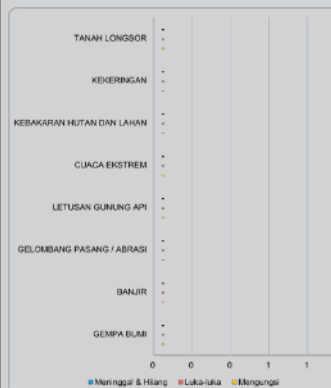 TANAH LONGSOR
-
-
-
KEKERINGAN
-
-
-
KEBAKARAN HUTAN DAN LAHAN
-
-
-
CUACA EKSTREM
-
-
-
LETUSAN GUNUNG API
-
-
-
GELOMBANG PASANG / ABRASI
-
-
-
BANJIR
-
-
-
GEMPA BUMI
-
-
-
0 0 0 1 1
Meninggal & Hilang Luka-luka Mengungsi